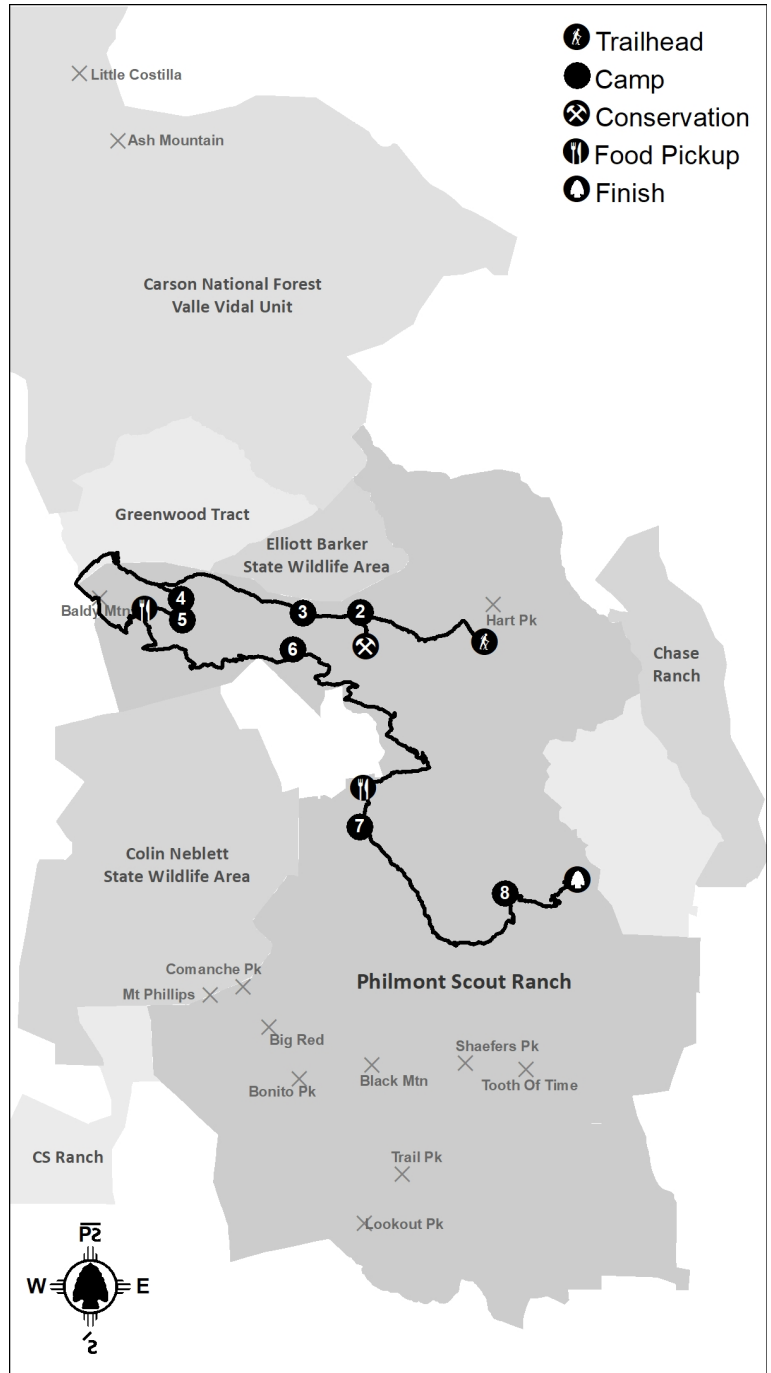 Trailhead
Camp
Conservation
Food Pickup
Finish
Little Costilla
Ash Mountain
Carson National Forest
Valle Vidal Unit
Greenwood Tract
Elliott Barker
State Wildlife Area
Baldy Mtn
Hart Pk
Chase
Ranch
4
5
3
2
6
7
8
Colin Neblett
State Wildlife Area
Comanche Pk
Mt Phillips
Philmont Scout Ranch
Big Red
Bonito Pk
Black Mtn
Shaefers Pk
Tooth Of Time
CS Ranch
Trail Pk
Lookout Pk
W
E